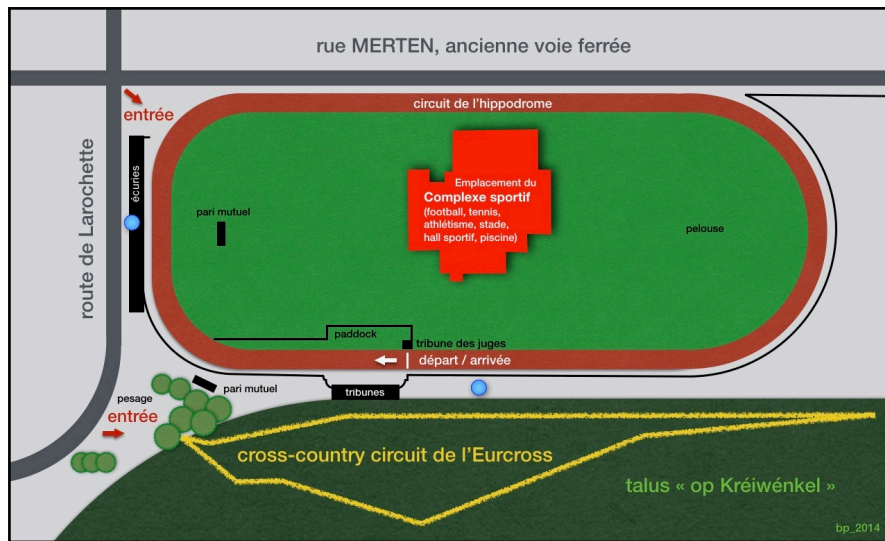 rue MERTEN, ancienne voie ferrée
circuit de l'hippodrome
entrée
route de Larochette
écuries
pari mutuel
Emplacement du
Complexe sportif
(football, tennis,
athlétisme, stade,
hall sportif, piscine)
pelouse
paddock
tribune des juges
départ / arrivée
pesage
entrée
pari mutuel
tribunes
cross-country circuit de l'Eurcross
talus « op Kréiwénkel »
bp_2014